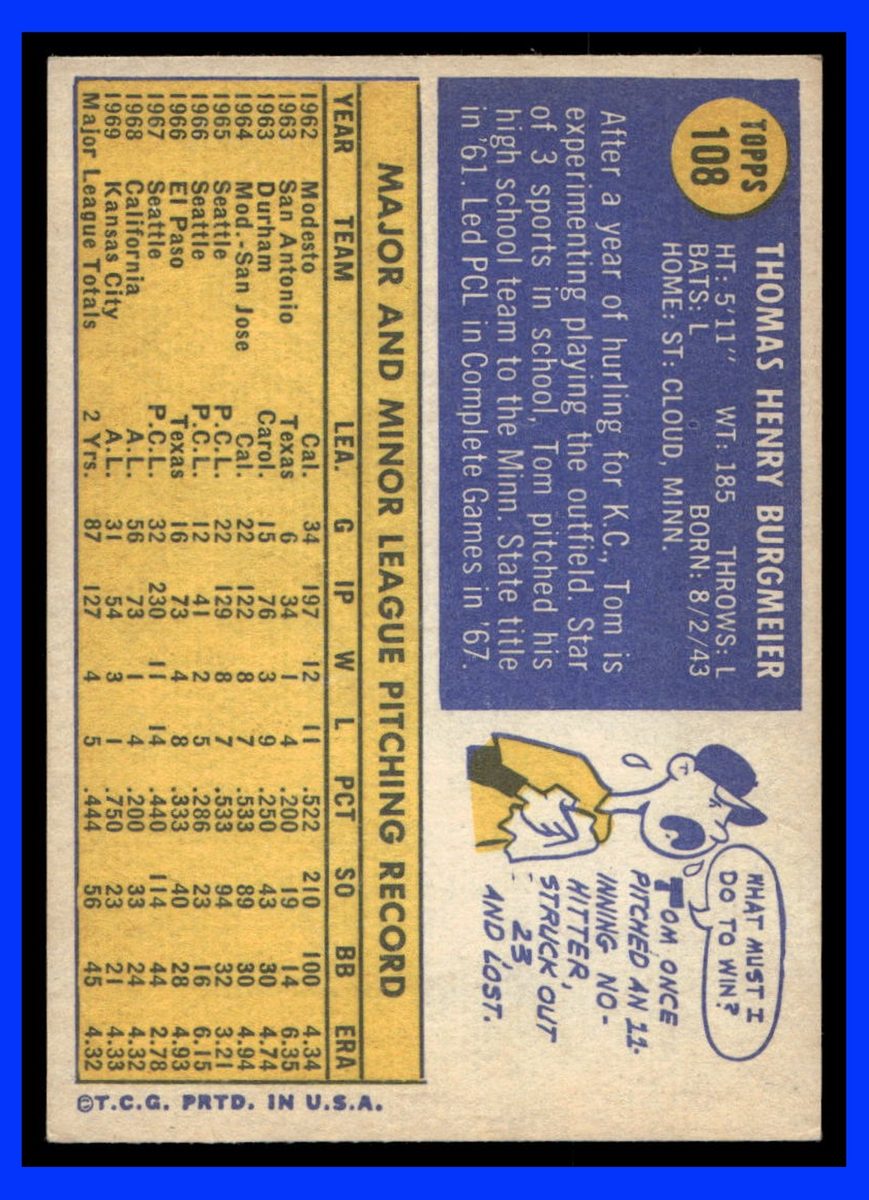 TOPPS
108
THOMAS HENRY BURGMEIER
HT: 5'11" WT: 185 THROWS: L
BATS: L BORN: 8/2/43
HOME: ST. CLOUD, MINN.
After a year of hurling for K.C., Tom is
experimenting playing the outfield. Star
of 3 sports in school, Tom pitched his
high school team to the Minn. State title
in '61. Led PCL in Complete Games in '67.
WHAT MUST I
DO TO WIN?
TOM ONCE
PITCHED AN 11-
INNING NO-
HITTER,
STRUCK OUT
23
AND LOST.
MAJOR AND MINOR LEAGUE PITCHING RECORD
YEAR TEAM LEA. G IP W L PCT SO BB ERA
1962 Modesto Cal. 34 197 12 11 .522 210 100 4.34
1963 San Antonio Texas 6 34 1 4 .200 19 14 6.35
1963 Durham Carol. 15 76 3 9 .250 43 30 4.74
1964 Mod.-San Jose Cal. 22 122 8 7 .533 89 30 4.94
1965 Seattle P.C.L. 22 129 8 7 .533 94 32 3.21
1966 Seattle P.C.L. 12 41 2 5 .286 23 16 6.15
1966 El Paso Texas 16 73 4 8 .333 40 28 4.93
1967 Seattle P.C.L. 32 230 11 14 .440 114 44 2.78
1968 California A.L. 56 73 1 4 .200 33 24 4.32
1969 Kansas City A.L. 31 54 3 1 .750 23 21 4.33
Major League Totals 2 Yrs. 87 127 4 5 .444 56 45 4.32
©T.C.G. PRTD. IN U.S.A.